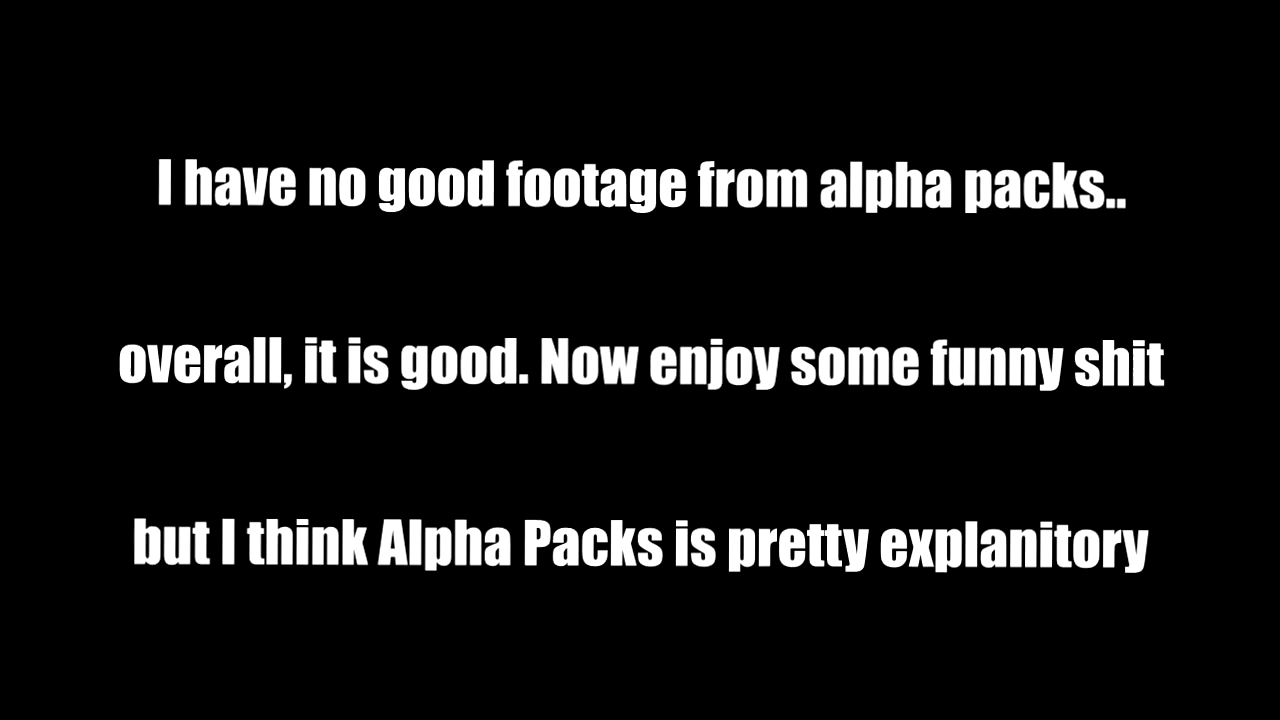 I have no good footage from alpha packs..
overall, it is good. Now enjoy some funny shit
but I think Alpha Packs is pretty explanitory